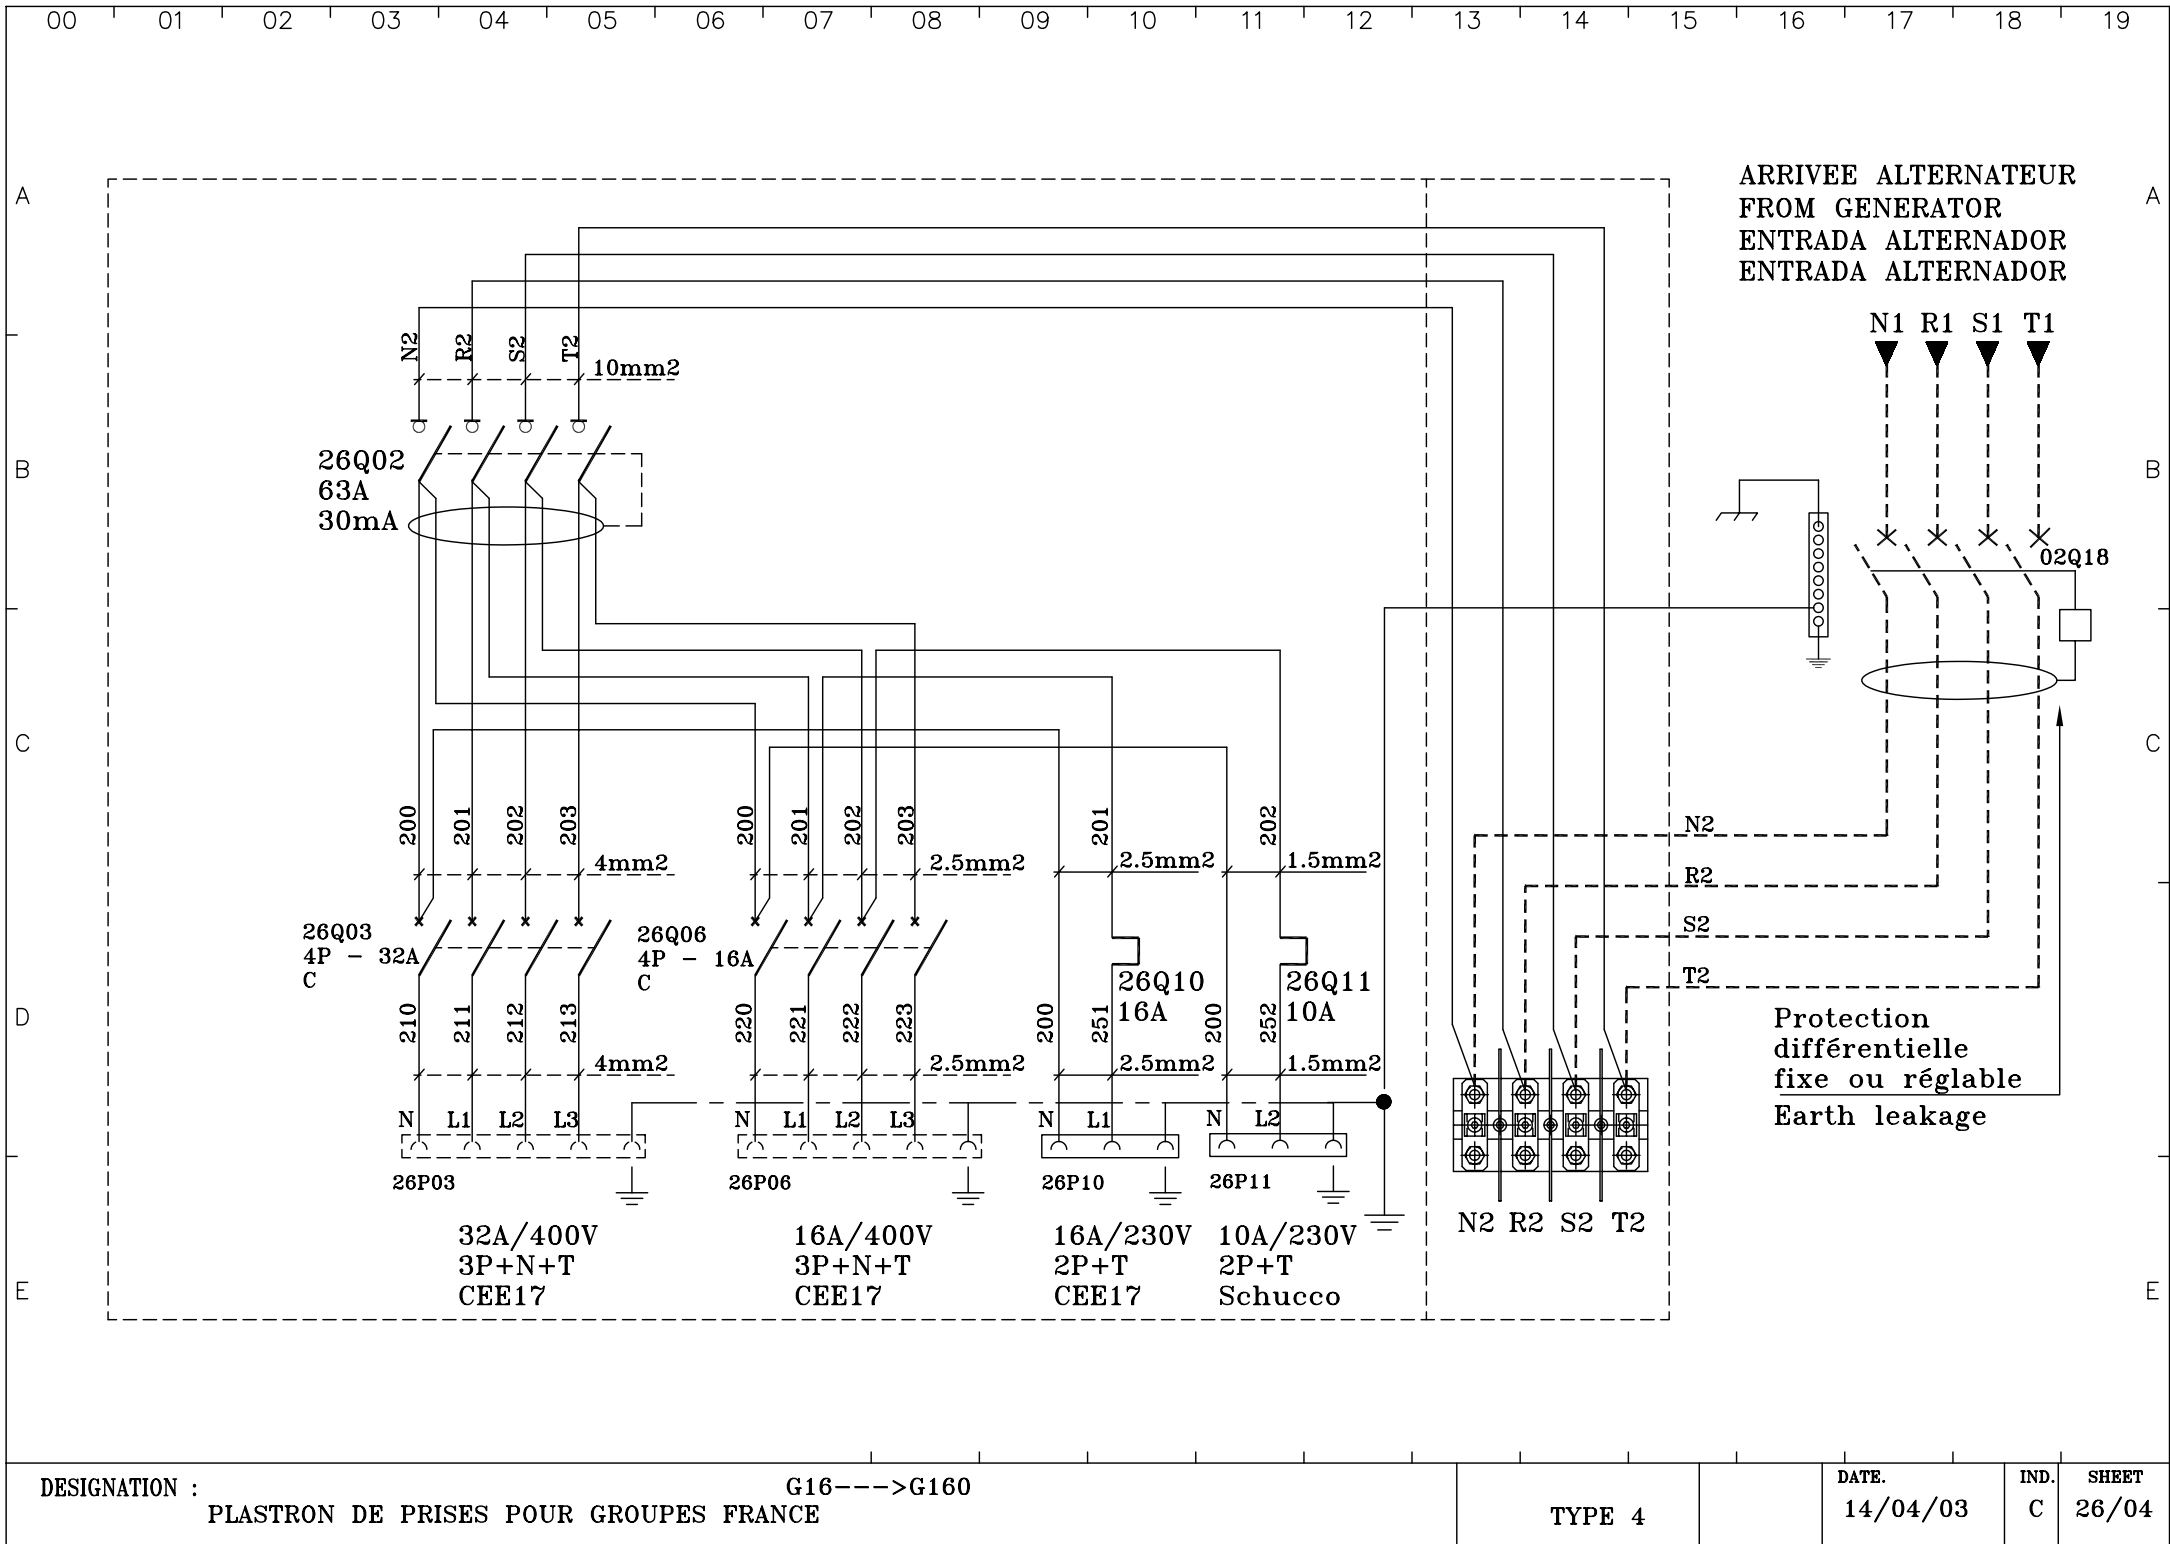 00 01 02 03 04 05 06 07 08 09 10 11 12 13 14 15 16 17 18 19
A A
ARRIVEE ALTERNATEUR
FROM GENERATOR
ENTRADA ALTERNADOR
ENTRADA ALTERNADOR
N1 R1 S1 T1
N2 R2 S2 T2
10mm2
B B
26Q02
63A
30mA
02Q18
C C
200 201 202 203 200 201 202 203 201 202
4mm2 2.5mm2 2.5mm2 1.5mm2
N2
R2
S2
T2
26Q03
4P - 32A
C
26Q06
4P - 16A
C
26Q10
16A
26Q11
10A
D D
210 211 212 213 220 221 222 223 200 251 200 252
4mm2 2.5mm2 2.5mm2 1.5mm2
Protection
différentielle
fixe ou réglable
Earth leakage
N L1 L2 L3 N L1 L2 L3 N L1 N L2
26P03 26P06 26P10 26P11
N2 R2 S2 T2
32A/400V
3P+N+T
CEE17
16A/400V
3P+N+T
CEE17
16A/230V
2P+T
CEE17
10A/230V
2P+T
Schucco
E E
DESIGNATION :
G16--->G160
PLASTRON DE PRISES POUR GROUPES FRANCE
TYPE 4
DATE.
14/04/03
IND.
C
SHEET
26/04